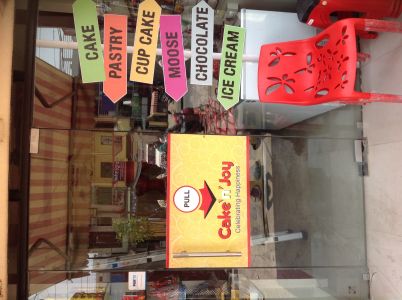 CAKE
PASTRY
CUP CAKE
MOOSE
CHOCOLATE
ICE CREAM
PULL
Cake 'n' Joy
Celebrating Happiness